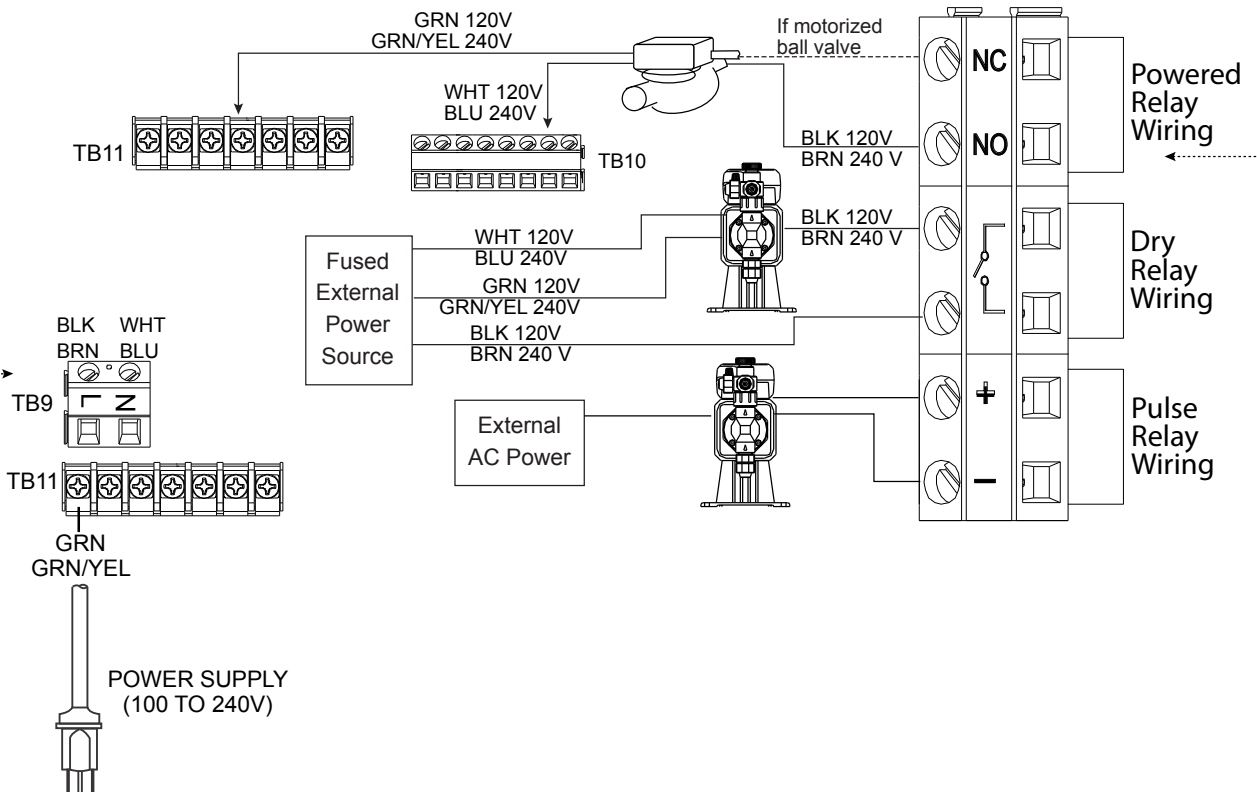 GRN 120V
GRN/YEL 240V
If motorized
ball valve
WHT 120V
BLU 240V
TB11
TB10
NC
NO
BLK 120V
BRN 240 V
Powered
Relay
Wiring
BLK 120V
BRN 240 V
Dry
Relay
Wiring
Fused
External
Power
Source
WHT 120V
BLU 240V
GRN 120V
GRN/YEL 240V
BLK 120V
BRN 240 V
BLK WHT
BRN BLU
TB9
L N
TB11
External
AC Power
+
−
Pulse
Relay
Wiring
GRN
GRN/YEL
POWER SUPPLY
(100 TO 240V)